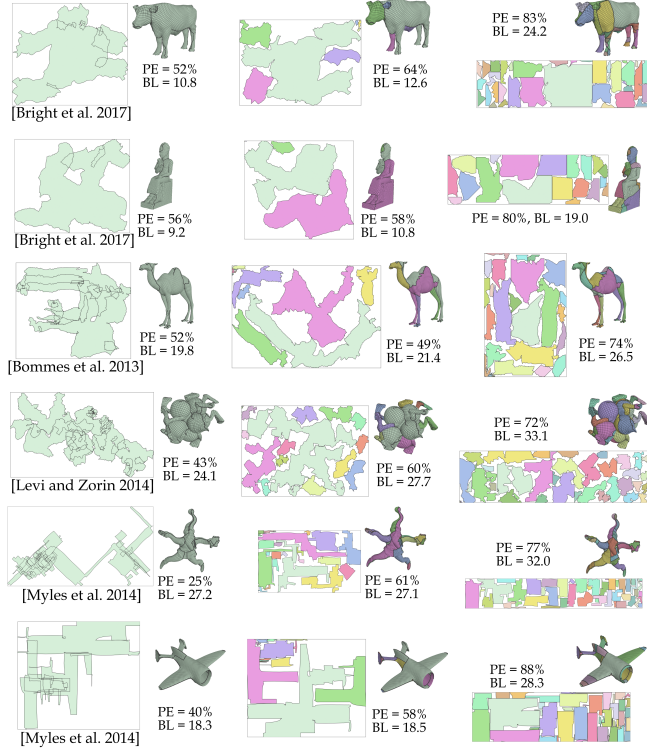 PE = 52%
BL = 10.8
[Bright et al. 2017]
PE = 64%
BL = 12.6
PE = 83%
BL = 24.2
PE = 56%
BL = 9.2
[Bright et al. 2017]
PE = 58%
BL = 10.8
PE = 80%, BL = 19.0
PE = 52%
BL = 19.8
[Bommes et al. 2013]
PE = 49%
BL = 21.4
PE = 74%
BL = 26.5
PE = 43%
BL = 24.1
[Levi and Zorin 2014]
PE = 60%
BL = 27.7
PE = 72%
BL = 33.1
PE = 25%
BL = 27.2
[Myles et al. 2014]
PE = 61%
BL = 27.1
PE = 77%
BL = 32.0
PE = 40%
BL = 18.3
[Myles et al. 2014]
PE = 58%
BL = 18.5
PE = 88%
BL = 28.3